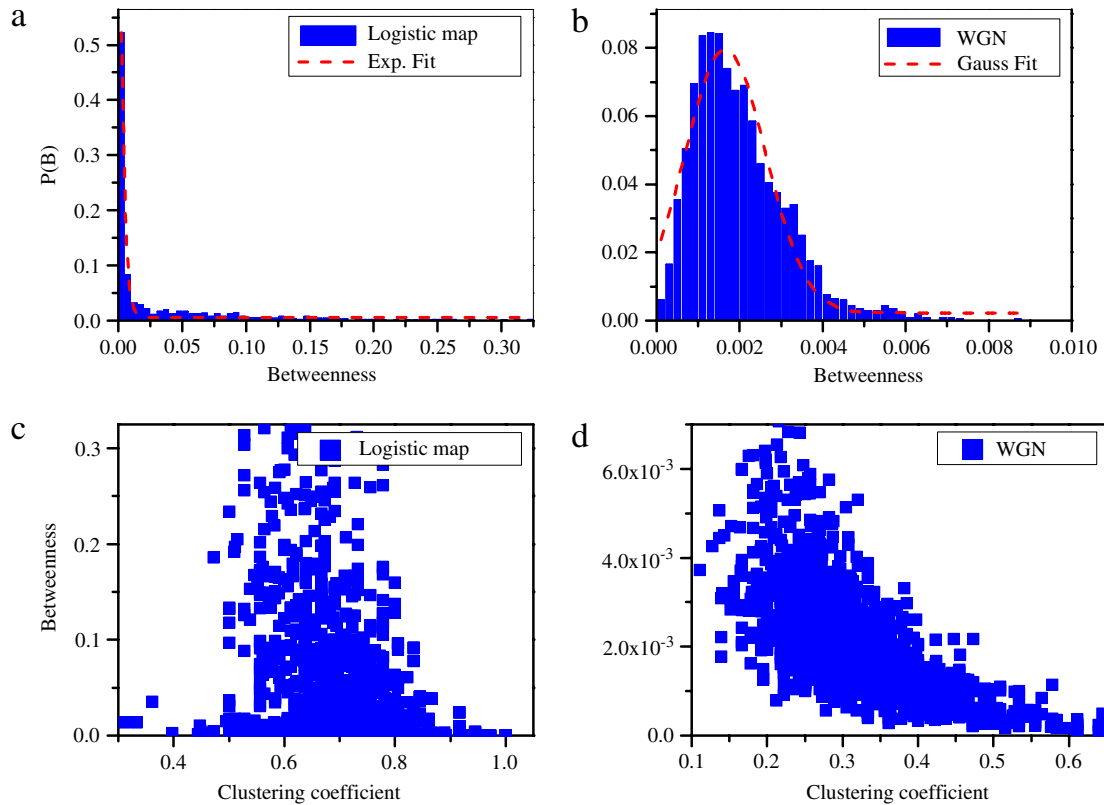 a
Logistic map
Exp. Fit
P(B)
0.5
0.4
0.3
0.2
0.1
0.0
0.00 0.05 0.10 0.15 0.20 0.25 0.30
Betweenness
b
WGN
Gauss Fit
0.08
0.06
0.04
0.02
0.00
0.000 0.002 0.004 0.006 0.008 0.010
Betweenness
c
Logistic map
Betweenness
0.3
0.2
0.1
0.0
0.4 0.6 0.8 1.0
Clustering coefficient
d
WGN
6.0x10⁻³
4.0x10⁻³
2.0x10⁻³
0.0
0.1 0.2 0.3 0.4 0.5 0.6
Clustering coefficient